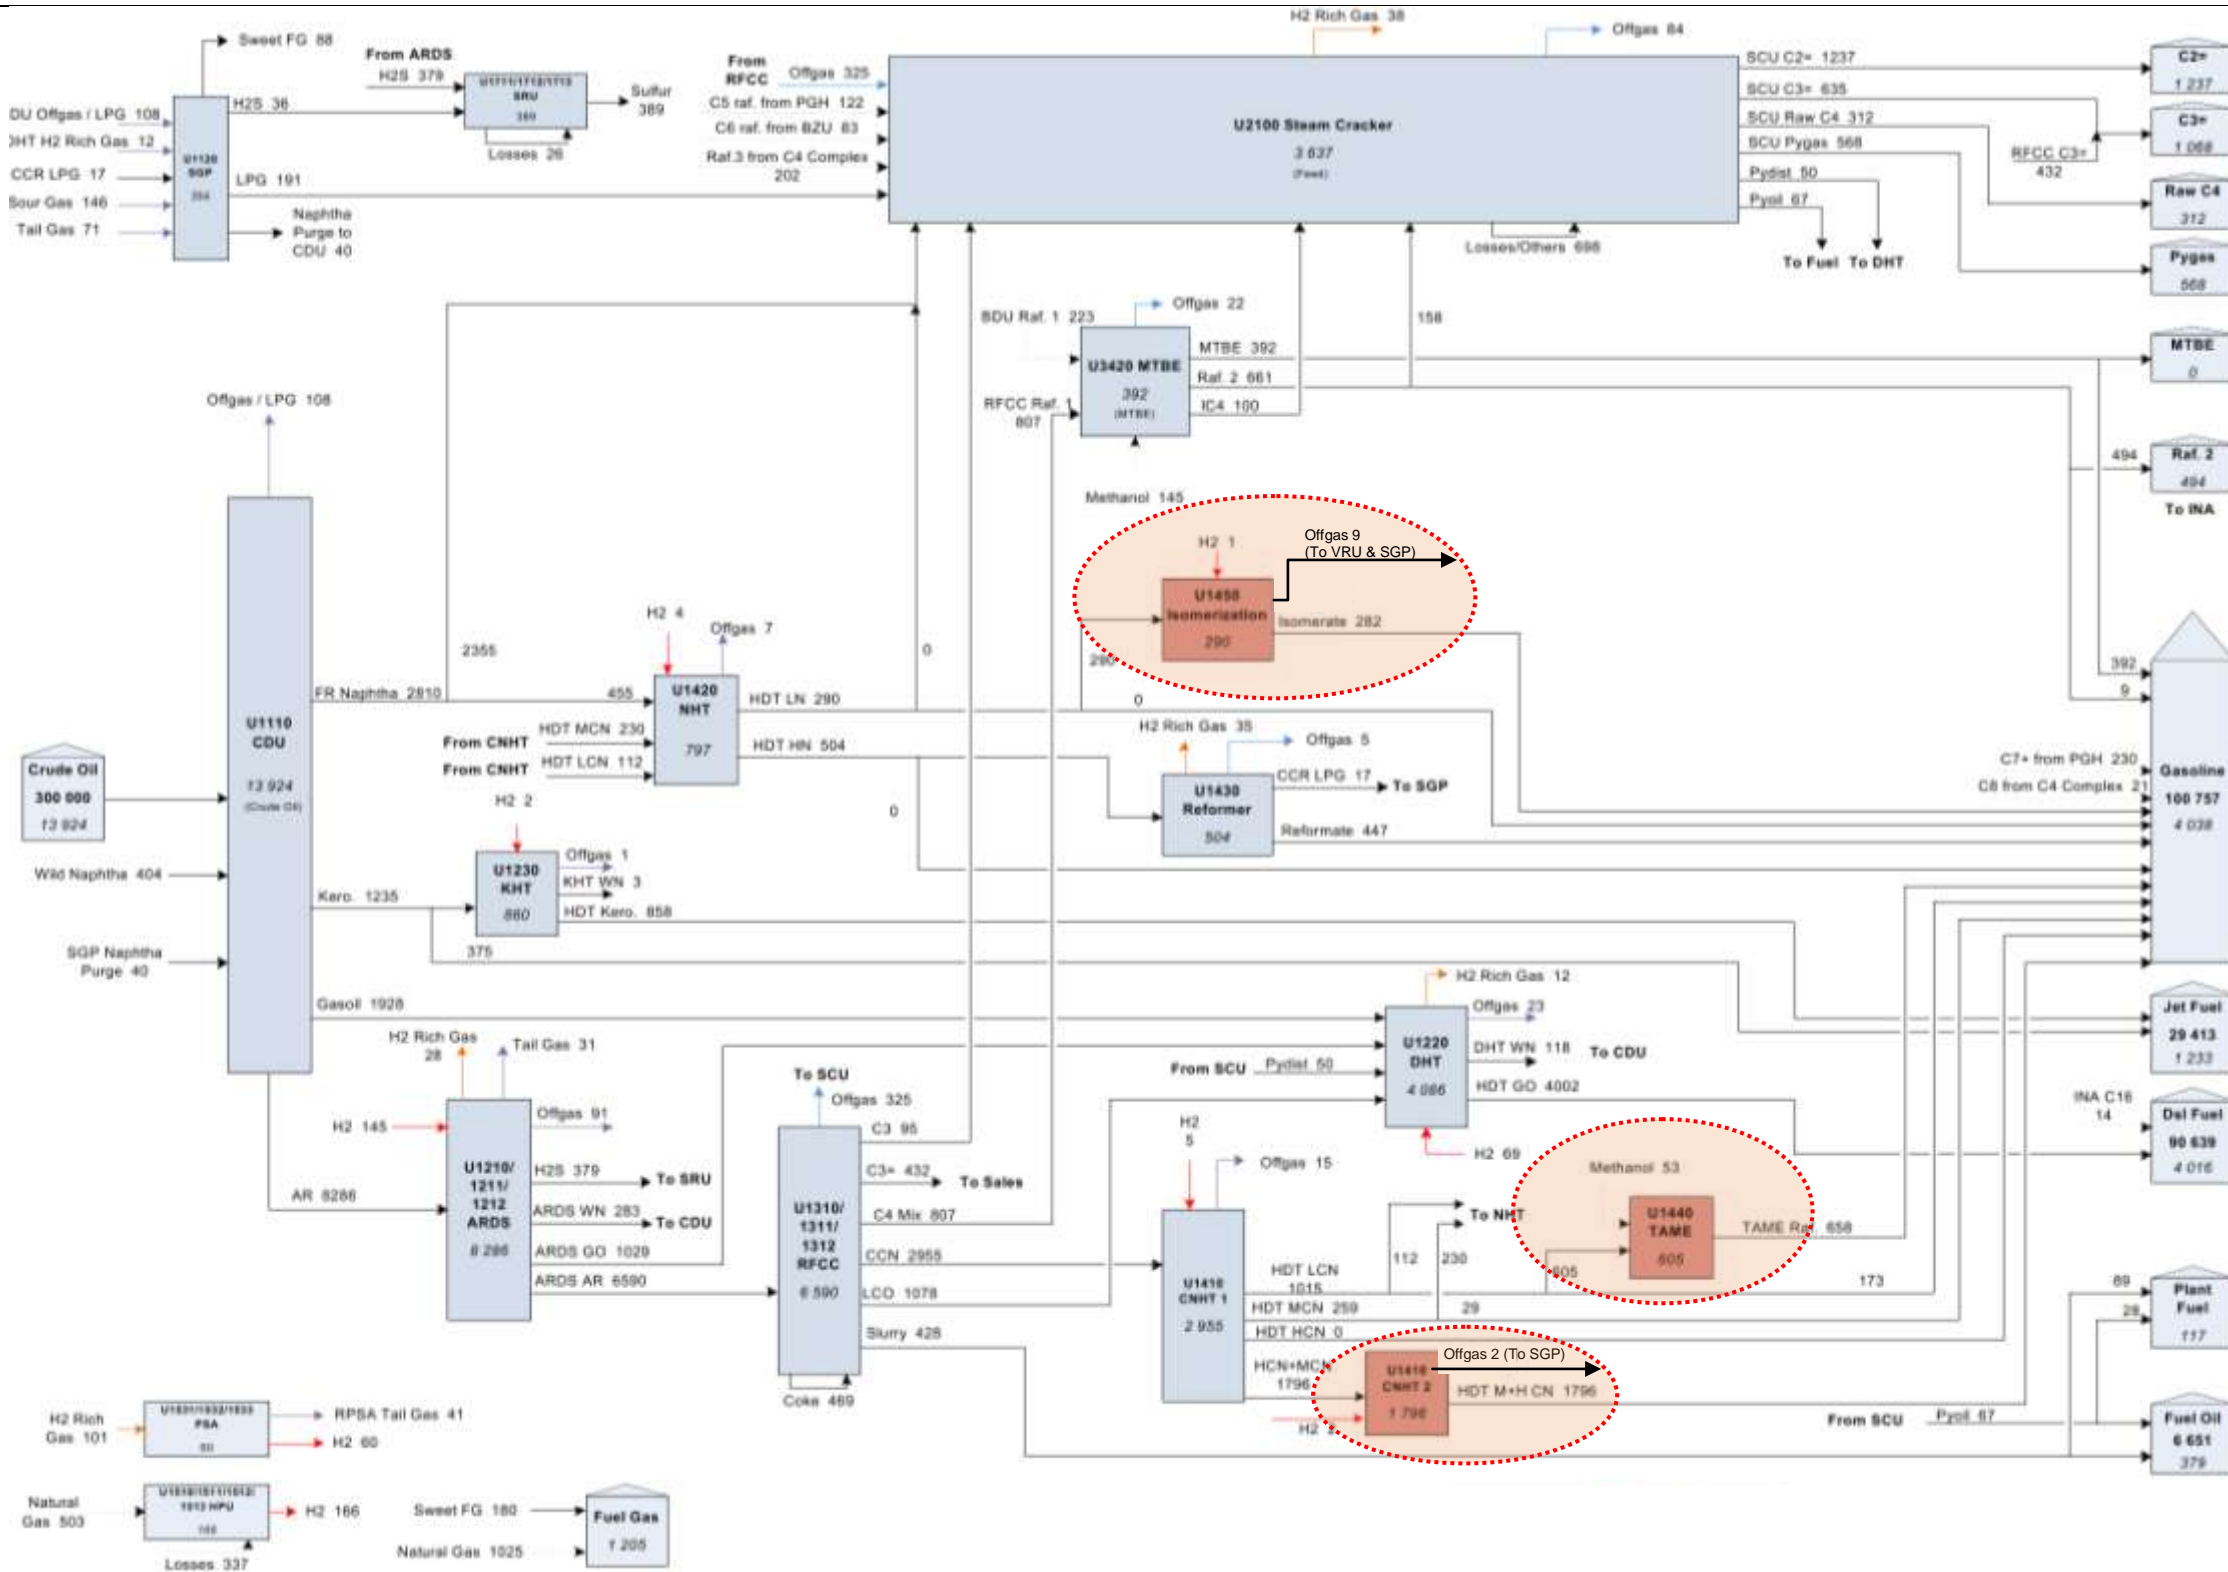 H2 Rich Gas 38
Offgas 84
Sweet FG 88
From ARDS
H2S 379
U1711/1712/1713
SRU
389
Sulfur
389
Losses 26
From
RFCC
Offgas 325
C5 raf. from PGH 122
C6 raf. from BZU 83
Raf.3 from C4 Complex
202
U2100 Steam Cracker
3 637
(Feed)
SCU C2= 1237
SCU C3= 635
SCU Raw C4 312
SCU Pygas 568
Pydist 50
Pyoil 67
RFCC C3=
432
C2=
1 237
C3=
1 068
Raw C4
312
Pygas
568
DU Offgas / LPG 108
DHT H2 Rich Gas 12
CCR LPG 17
Sour Gas 146
Tail Gas 71
U1120
SGP
354
H2S 36
LPG 191
Naphtha
Purge to
CDU 40
Losses/Others 698
To Fuel To DHT
Offgas 22
BDU Raf. 1 223
U3420 MTBE
392
(MTBE)
RFCC Raf. 1
807
MTBE 392
Raf. 2 661
IC4 100
158
MTBE
0
494
Raf. 2
494
To INA
Methanol 145
Offgas / LPG 108
H2 1
Offgas 9
(To VRU & SGP)
U1450
Isomerization
290
Isomerate 282
290
0
0
2355
H2 4
Offgas 7
FR Naphtha 2810
455
U1420
NHT
797
HDT LN 290
HDT HN 504
From CNHT
HDT MCN 230
From CNHT
HDT LCN 112
0
H2 Rich Gas 35
Offgas 5
U1430
Reformer
504
CCR LPG 17
To SGP
Reformate 447
392
9
C7+ from PGH 230
C8 from C4 Complex 21
Gasoline
100 757
4 038
Crude Oil
300 000
13 924
U1110
CDU
13 924
(Crude Oil)
Wild Naphtha 404
SGP Naphtha
Purge 40
H2 2
U1230
KHT
860
Offgas 1
KHT WN 3
HDT Kero. 858
Kero. 1235
375
Gasoil 1928
H2 Rich Gas
28
Tail Gas 31
H2 145
AR 8286
U1210/
1211/
1212
ARDS
8 286
Offgas 91
H2S 379
To SRU
ARDS WN 283
To CDU
ARDS GO 1029
ARDS AR 6590
To SCU
Offgas 325
U1310/
1311/
1312
RFCC
6 590
C3 95
C3= 432
To Sales
C4 Mix 807
CCN 2955
LCO 1078
Slurry 428
Coke 469
H2 Rich Gas 12
Offgas 23
U1220
DHT
4 086
DHT WN 118
To CDU
HDT GO 4002
From SCU
Pydist 50
H2 69
H2
5
Offgas 15
U1410
CNHT 1
2 955
HDT LCN
1015
HDT MCN 259
HDT HCN 0
HCN+MCN
1796
To NHT
112
230
29
605
173
Methanol 53
U1440
TAME
605
TAME Raf. 658
U1410
CNHT 2
1 796
Offgas 2 (To SGP)
HDT M+H CN 1796
H2
Jet Fuel
29 413
1 233
INA C16
14
Dsl Fuel
90 639
4 016
89
28
Plant
Fuel
117
From SCU
Pyoil 67
Fuel Oil
6 651
379
H2 Rich
Gas 101
U1031/1032/1033
PSA
60
RPSA Tail Gas 41
H2 60
Natural
Gas 503
U1010/1011/1012/
1013 HPU
166
H2 166
Losses 337
Sweet FG 180
Natural Gas 1025
Fuel Gas
1 205